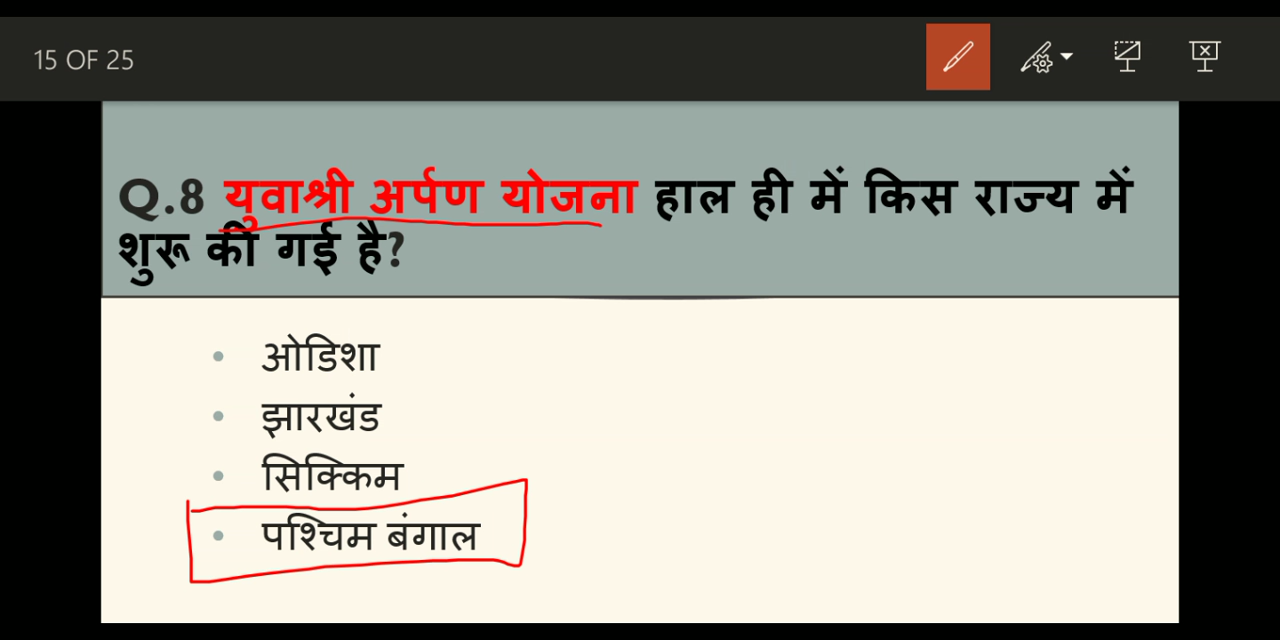 15 OF 25
Q.8 युवाश्री अर्पण योजना हाल ही में किस राज्य में
शुरू की गई है?
• ओडिशा
• झारखंड
• सिक्किम
• पश्चिम बंगाल